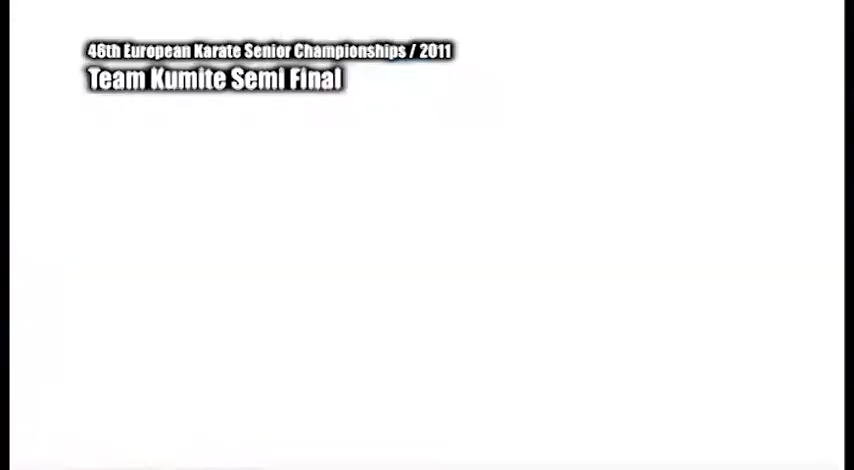 46th European Karate Senior Championships / 2011
Team Kumite Semi Final